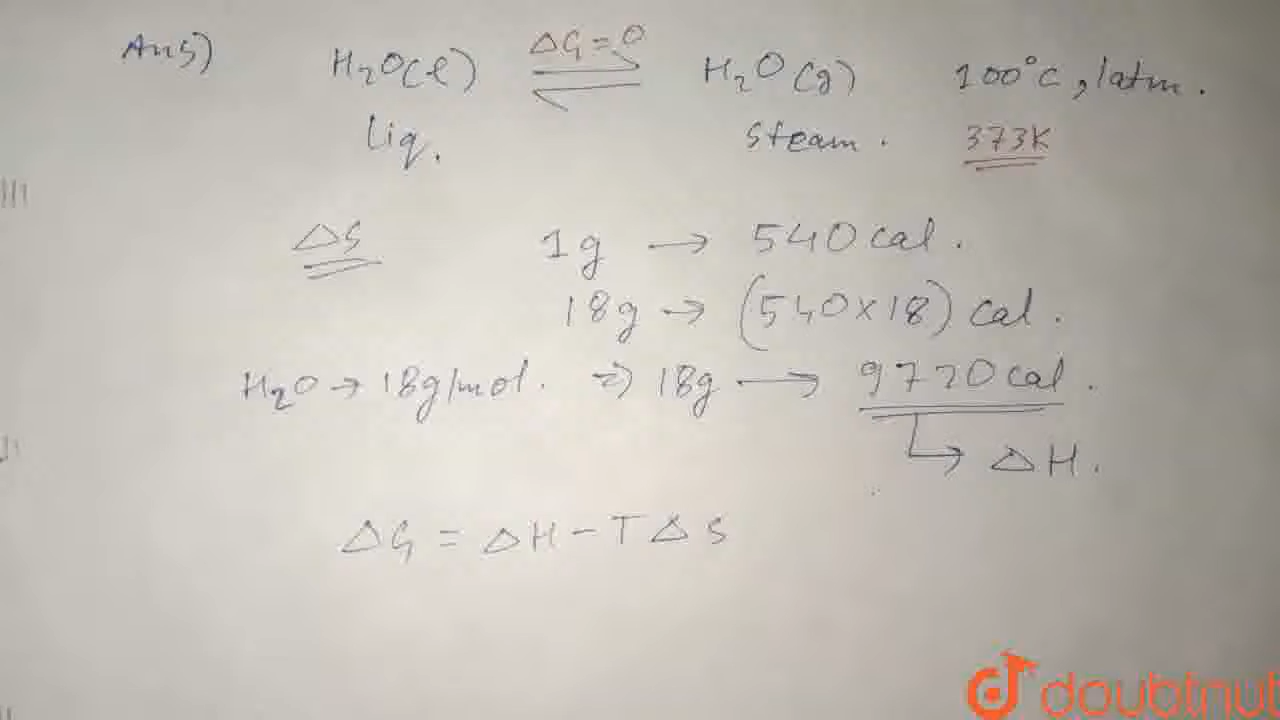 Ans) H₂O(l) ⇌ H₂O(g) 100°C, 1atm.
ΔG = 0
Liq. Steam. 373K
ΔS 1g → 540 cal.
18g → (540×18) cal.
H₂O → 18g/mol. ⇒ 18g → 9720 cal.
↳ ΔH.
ΔG = ΔH - TΔS
doubtnut